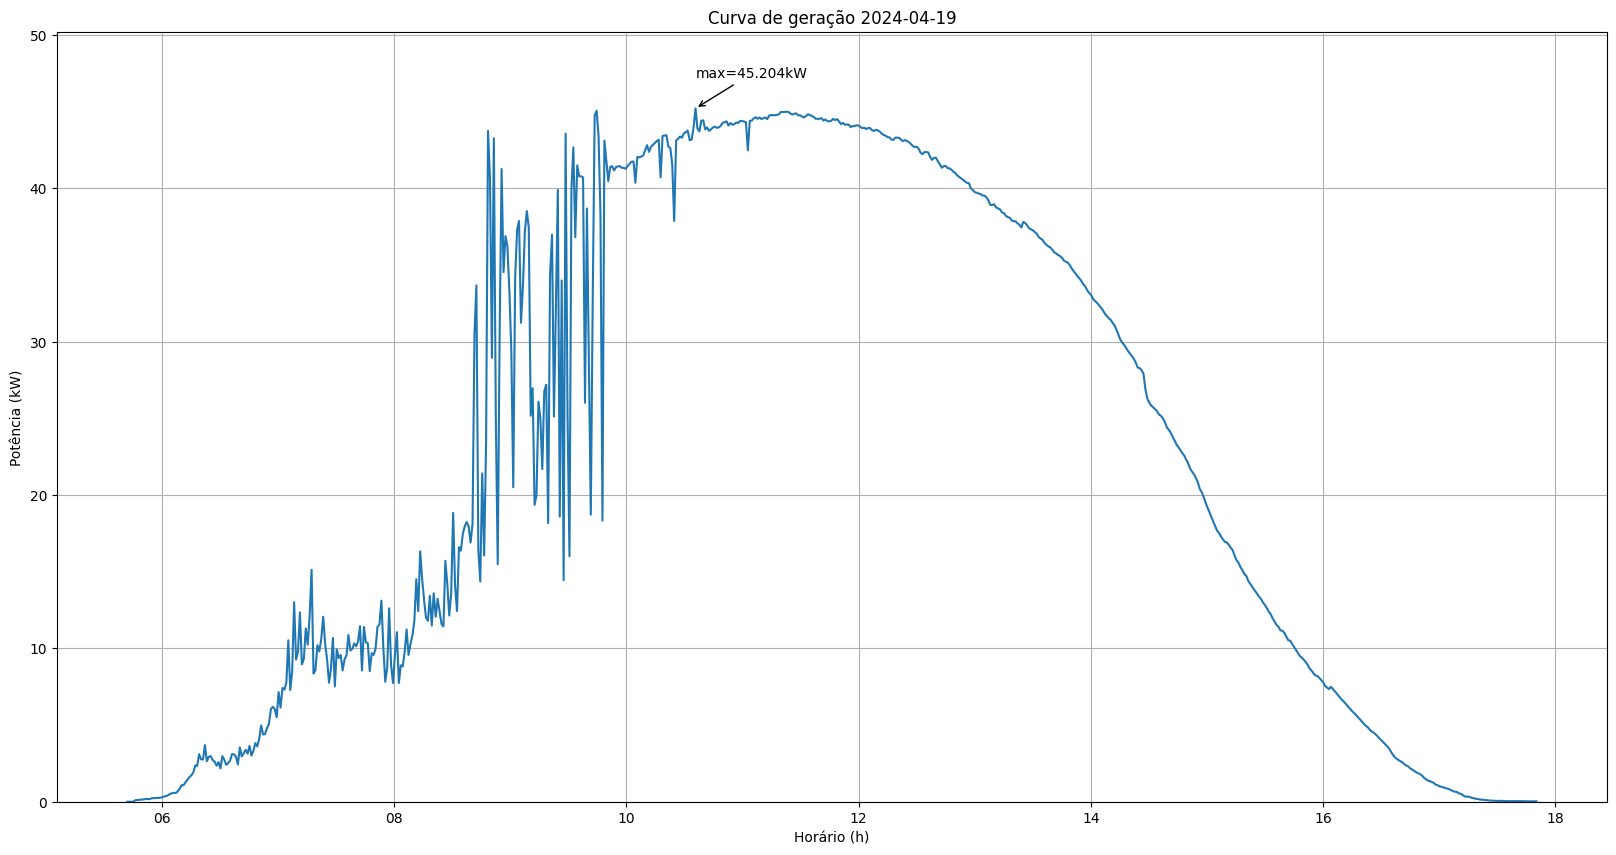 Curva de geração 2024-04-19
50
max=45.204kW
40
30
Potência (kW)
20
10
0
06 08 10 12 14 16 18
Horário (h)